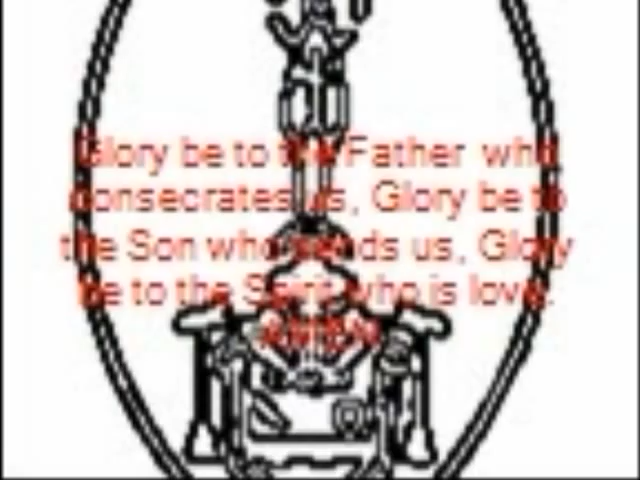 Glory be to the Father who
consecrates us, Glory be to
the Son who sends us, Glory
be to the Spirit who is love.
AMEN